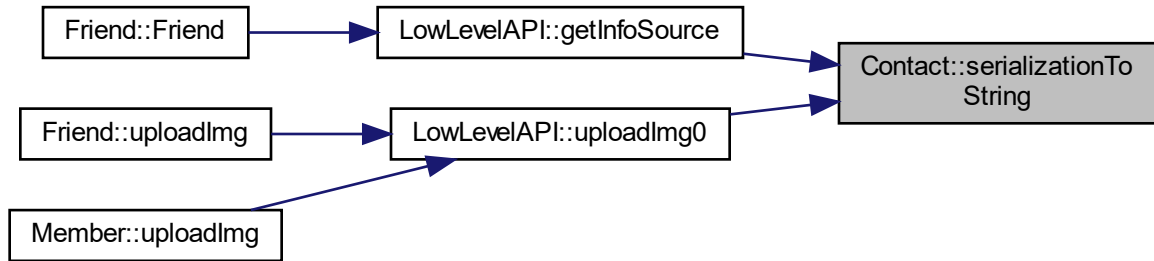 Friend::Friend
LowLevelAPI::getInfoSource
Contact::serializationTo
String
Friend::uploadImg
LowLevelAPI::uploadImg0
Member::uploadImg